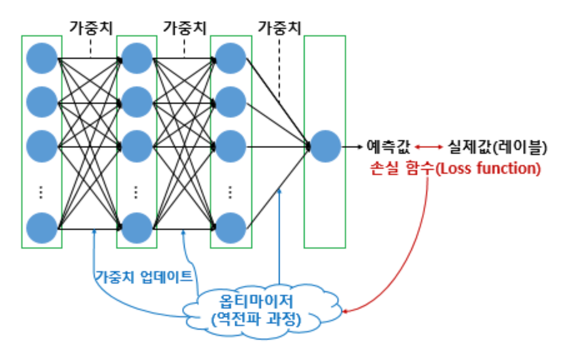 가중치 가중치 가중치
예측값 실제값(레이블)
손실 함수(Loss function)
가중치 업데이트
옵티마이저
(역전파 과정)